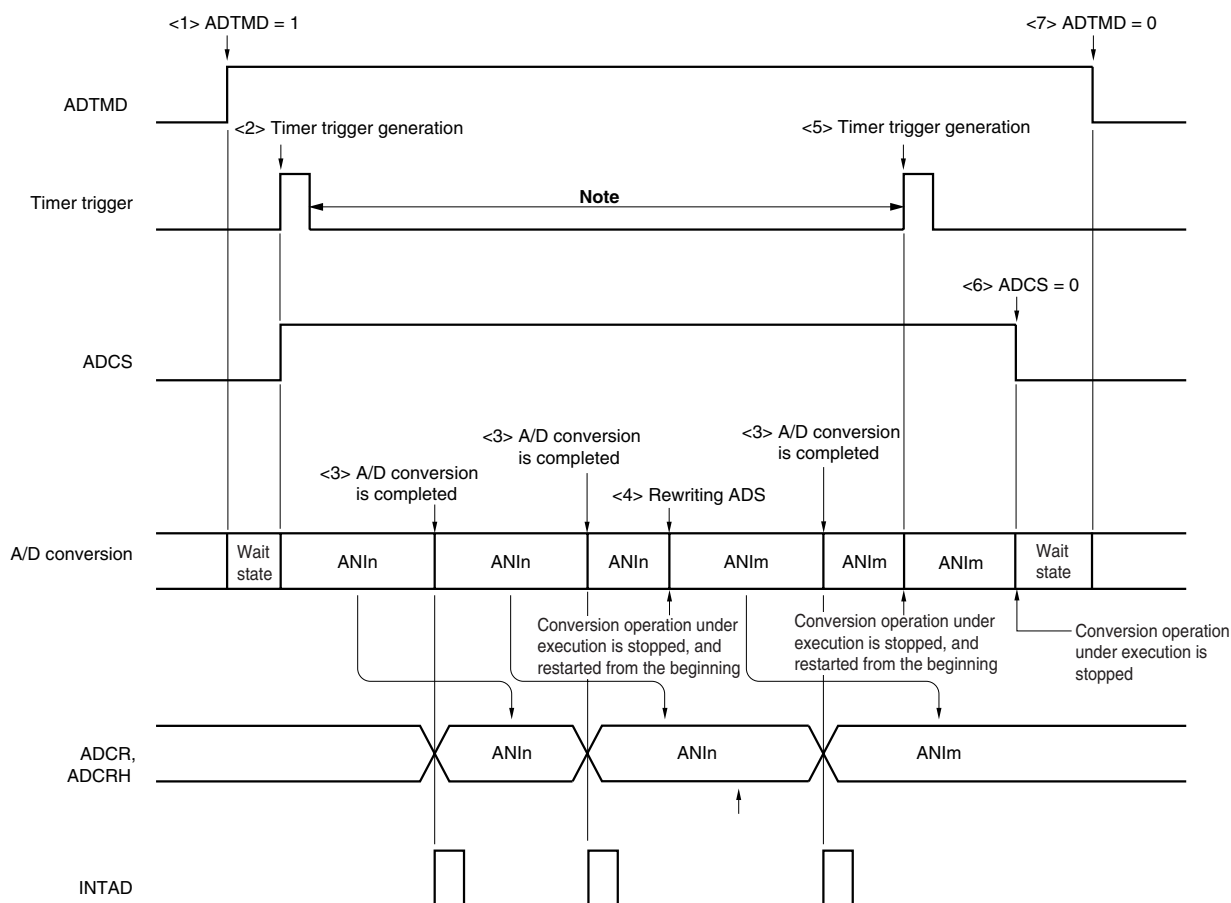 <1> ADTMD = 1
<7> ADTMD = 0
ADTMD
<2> Timer trigger generation
<5> Timer trigger generation
Timer trigger
Note
<6> ADCS = 0
ADCS
<3> A/D conversion
is completed
<3> A/D conversion
is completed
<3> A/D conversion
is completed
<4> Rewriting ADS
A/D conversion
Wait
state
ANIn
ANIn
ANIn
ANIm
ANIm
ANIm
Wait
state
Conversion operation under
execution is stopped, and
restarted from the beginning
Conversion operation under
execution is stopped, and
restarted from the beginning
Conversion operation
under execution is
stopped
ADCR,
ADCRH
ANIn
ANIn
ANIm
INTAD